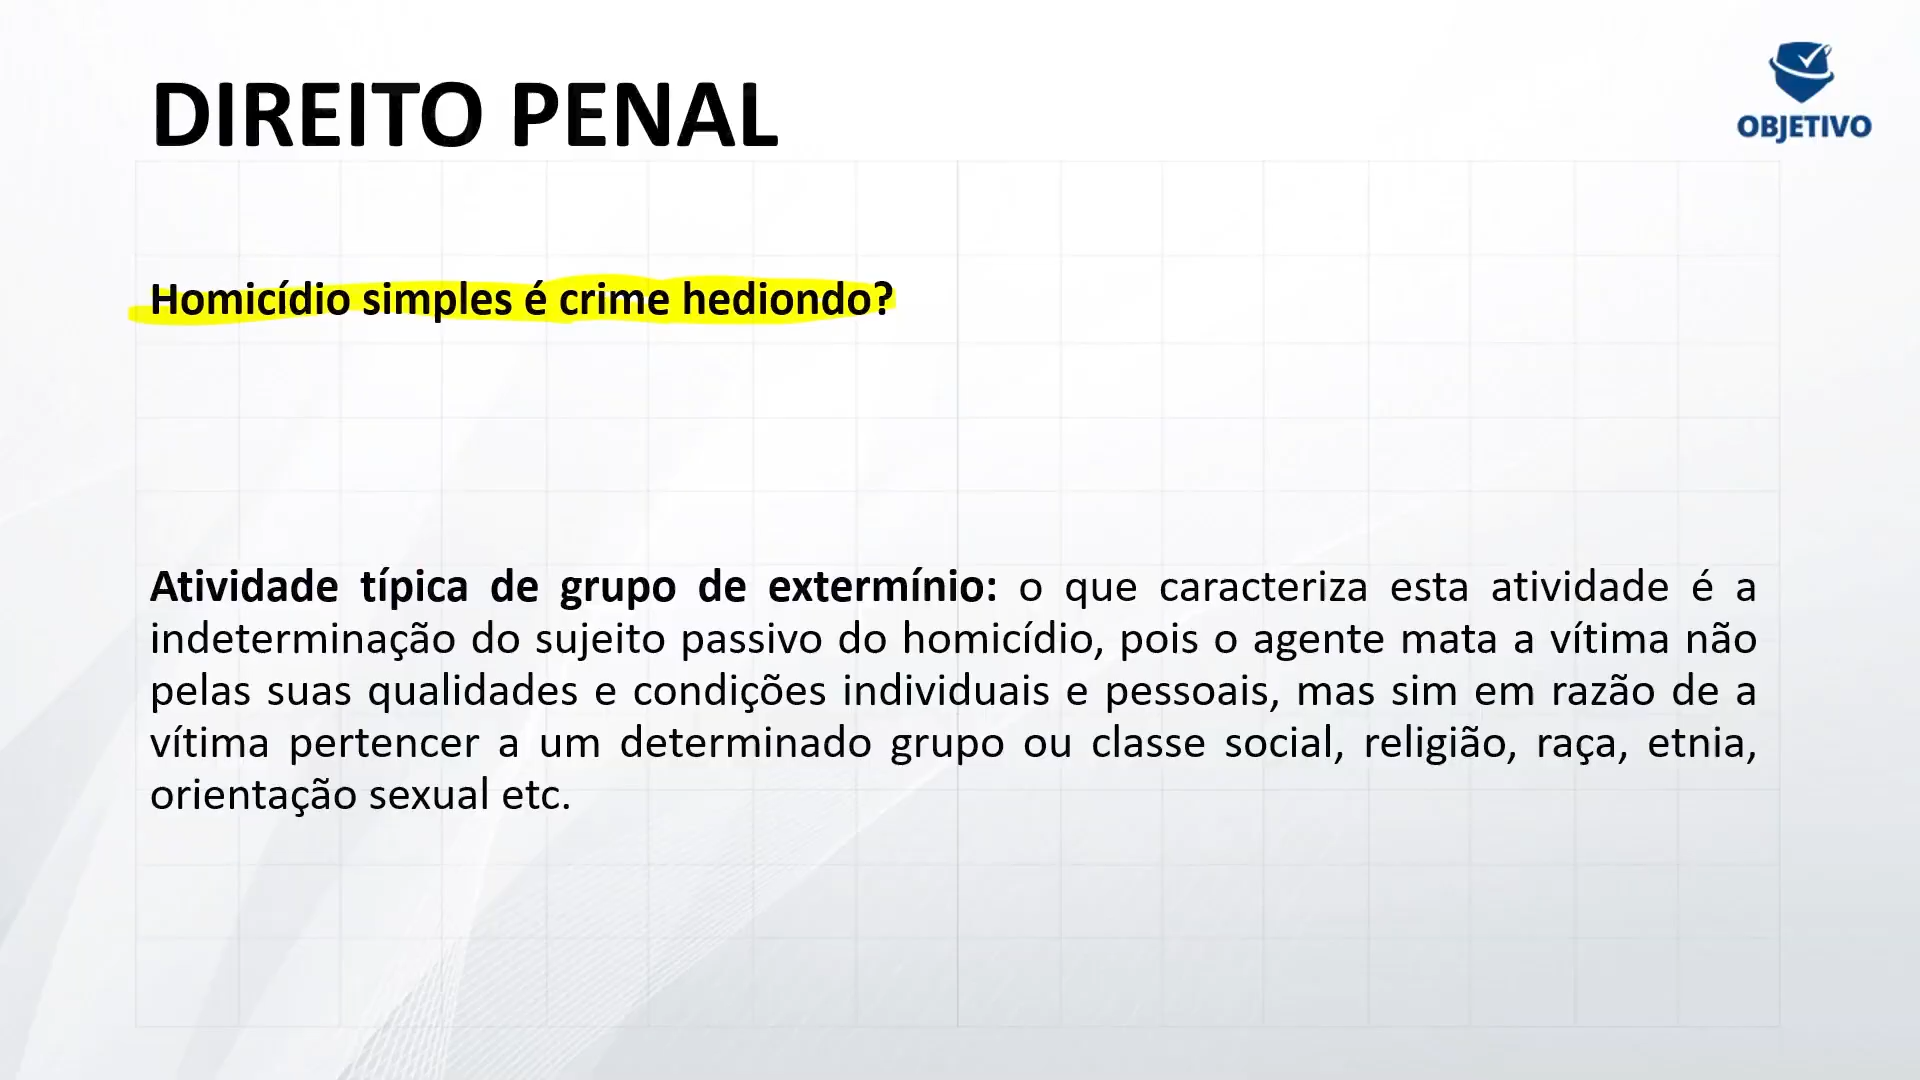 DIREITO PENAL
OBJETIVO
Homicídio simples é crime hediondo?
Atividade típica de grupo de extermínio: o que caracteriza esta atividade é a
indeterminação do sujeito passivo do homicídio, pois o agente mata a vítima não
pelas suas qualidades e condições individuais e pessoais, mas sim em razão de a
vítima pertencer a um determinado grupo ou classe social, religião, raça, etnia,
orientação sexual etc.